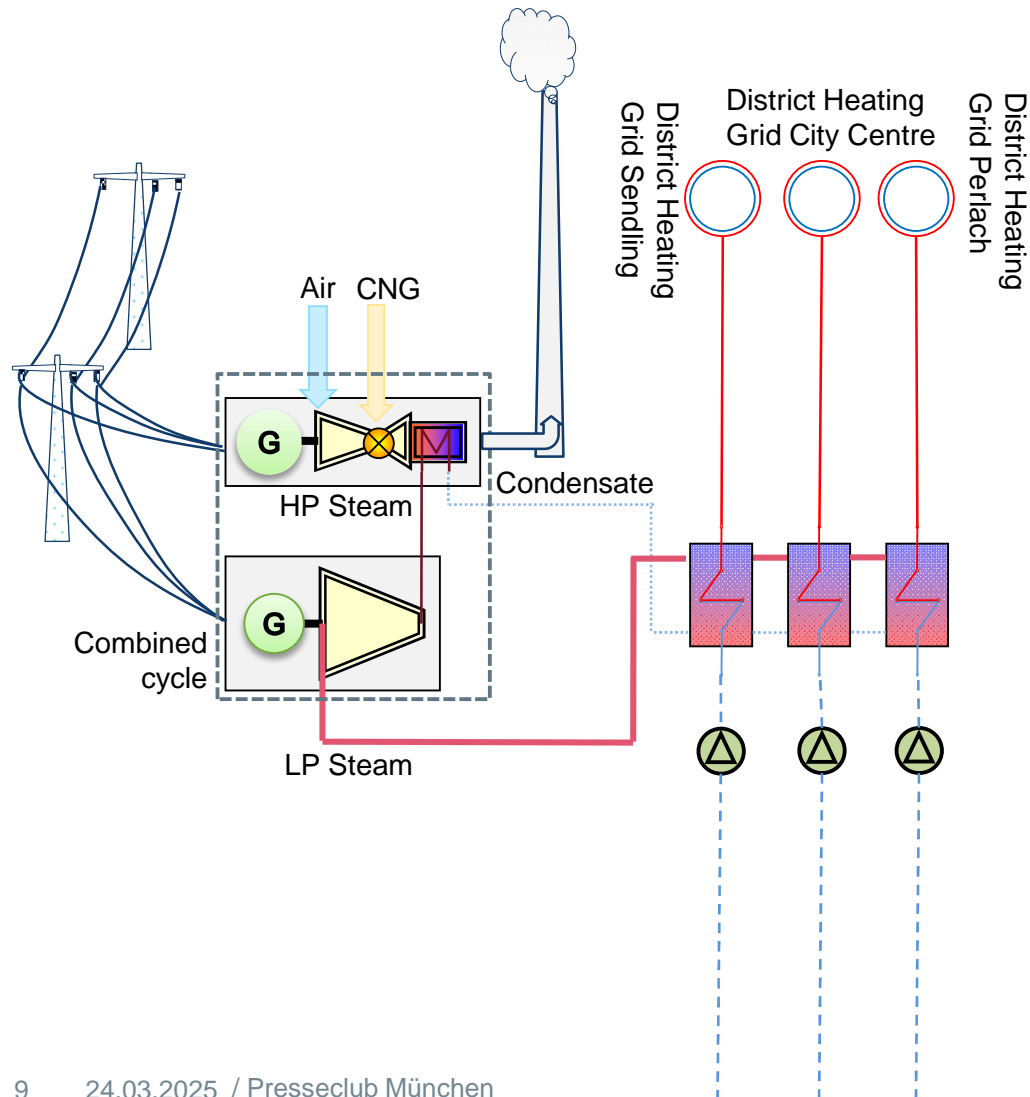 District Heating
Grid Sendling
District Heating
Grid City Centre
District Heating
Grid Perlach
Air
CNG
G
HP Steam
Condensate
G
Combined
cycle
LP Steam
9 24.03.2025 / Presseclub München